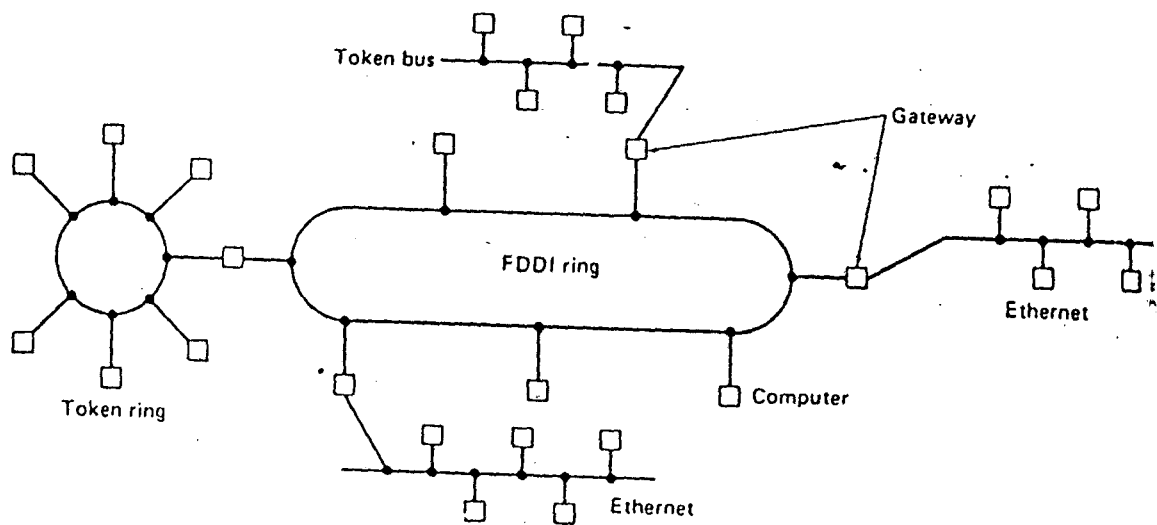 Token bus
Gateway
FDDI ring
Ethernet
Token ring
Computer
Ethernet